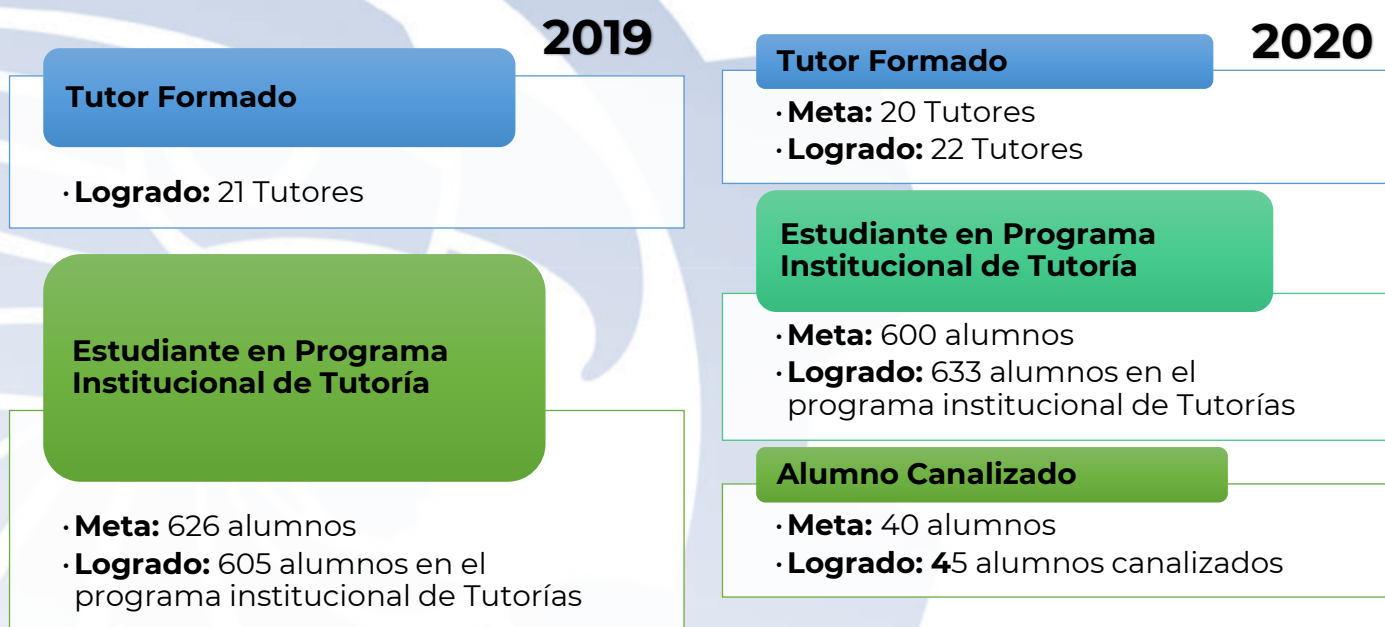 2019
Tutor Formado
· Logrado: 21 Tutores
Estudiante en Programa
Institucional de Tutoría
· Meta: 626 alumnos
· Logrado: 605 alumnos en el
programa institucional de Tutorías
2020
Tutor Formado
· Meta: 20 Tutores
· Logrado: 22 Tutores
Estudiante en Programa
Institucional de Tutoría
· Meta: 600 alumnos
· Logrado: 633 alumnos en el
programa institucional de Tutorías
Alumno Canalizado
· Meta: 40 alumnos
· Logrado: 45 alumnos canalizados